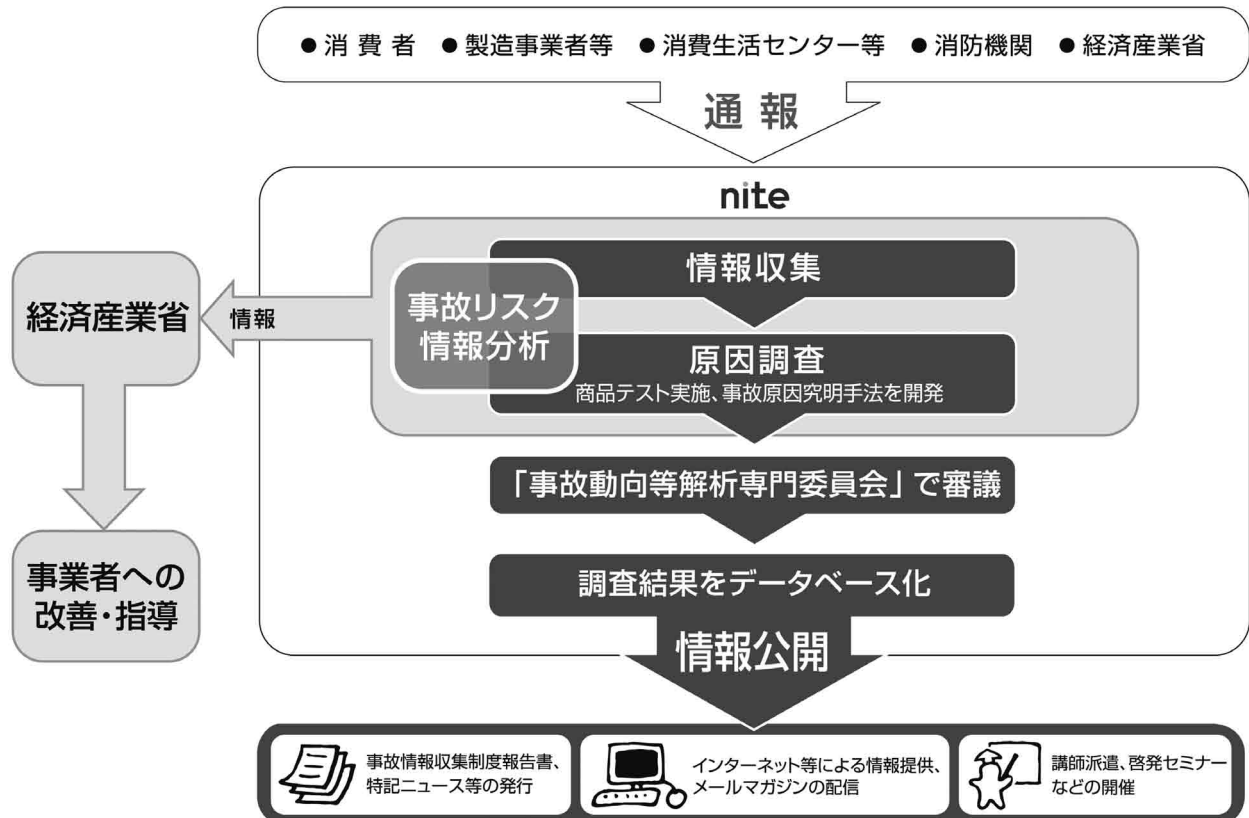 ● 消費者 ● 製造事業者等 ● 消費生活センター等 ● 消防機関 ● 経済産業省
通報
nite
情報収集
事故リスク
情報分析
原因調査
商品テスト実施、事故原因究明手法を開発
情報
経済産業省
事業者への
改善・指導
「事故動向等解析専門委員会」で審議
調査結果をデータベース化
情報公開
事故情報収集制度報告書、
特記ニュース等の発行
インターネット等による情報提供、
メールマガジンの配信
講師派遣、啓発セミナー
などの開催